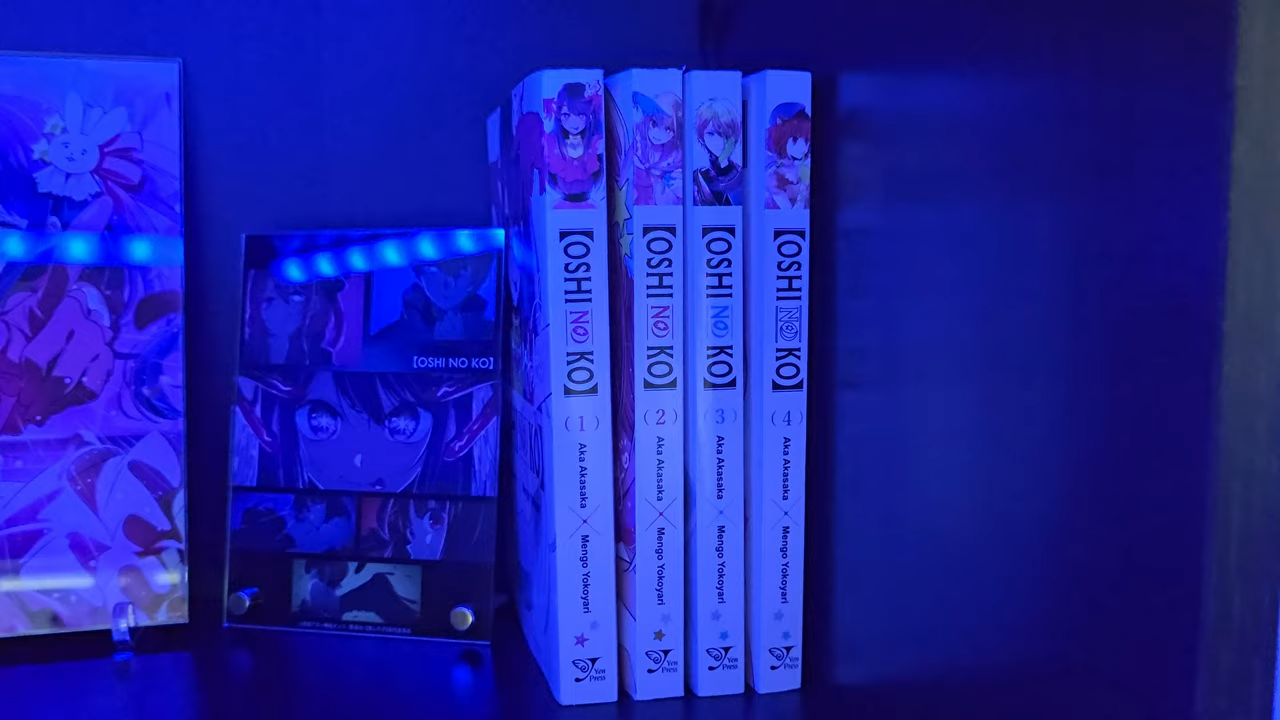 【OSHI NO KO】
【OSHI NO KO】
(1)
Aka Akasaka × Mengo Yokoyari
Yen Press
【OSHI NO KO】
(2)
Aka Akasaka × Mengo Yokoyari
Yen Press
【OSHI NO KO】
(3)
Aka Akasaka × Mengo Yokoyari
Yen Press
【OSHI NO KO】
(4)
Aka Akasaka × Mengo Yokoyari
Yen Press